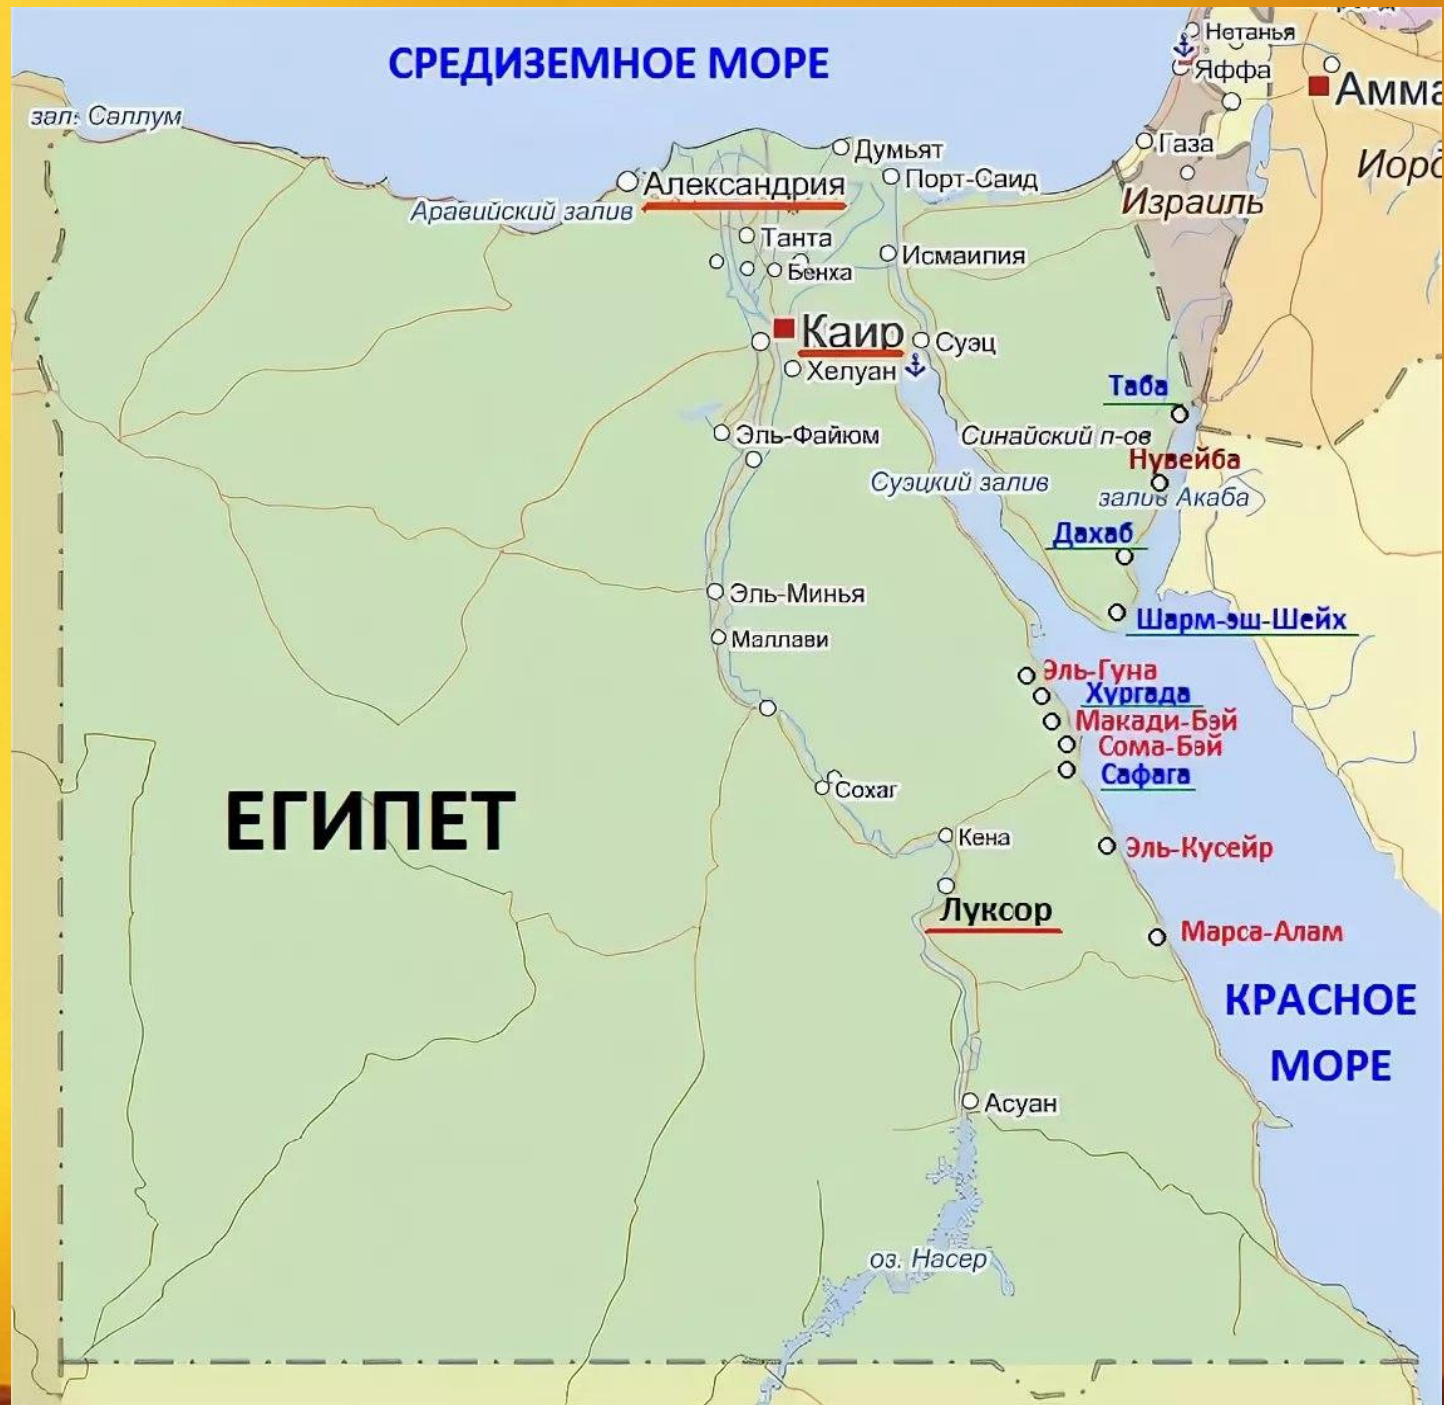 СРЕДИЗЕМНОЕ МОРЕ
Нетанья
Яффа
Амма
зал. Саллум
Думьят
Газа
Иорд
Александрия
Порт-Саид
Израиль
Аравийский залив
Танта
Исмаилия
Бенха
Каир
Суэц
Хелуан
Таба
Эль-Файюм
Синайский п-ов
Нувейба
Суэцкий залив
залив Акаба
Дахаб
Эль-Минья
Шарм-эш-Шейх
Маллави
Эль-Гуна
Хургада
Макади-Бэй
Сома-Бэй
Сафага
Сохаг
ЕГИПЕТ
Кена
Эль-Кусейр
Луксор
Марса-Алам
КРАСНОЕ
МОРЕ
Асуан
оз. Насер